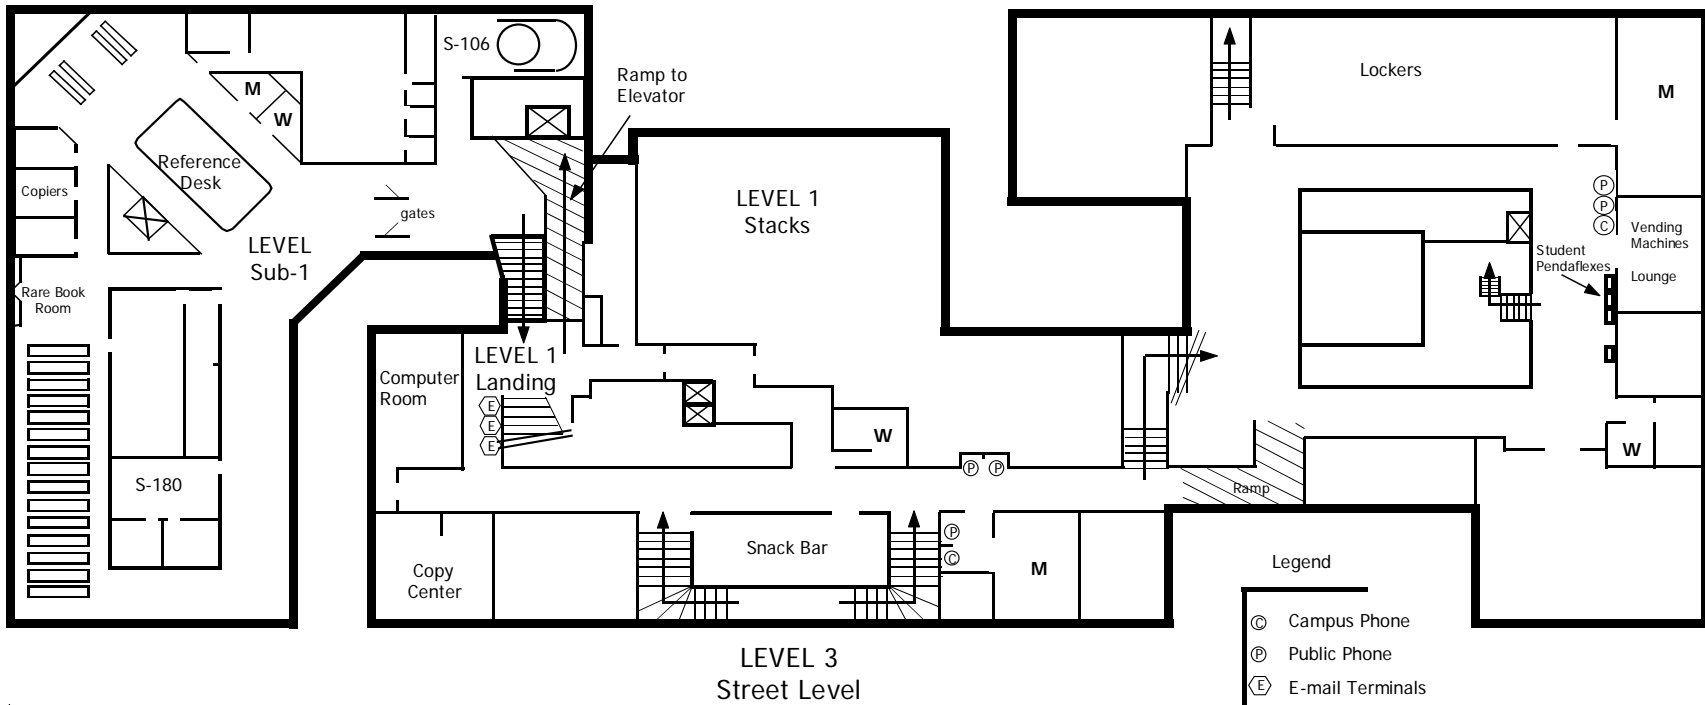 S-106
M
W
Ramp to
Elevator
Reference
Desk
Copiers
gates
LEVEL
Sub-1
Rare Book
Room
S-180
LEVEL 1
Stacks
LEVEL 1
Landing
Computer
Room
E
E
E
W
P
P
Copy
Center
Snack Bar
P
C
M
Ramp
LEVEL 3
Street Level
Lockers
M
P
P
C
Vending
Machines
Lounge
Student
Pendaflexes
W
Legend
C Campus Phone
P Public Phone
E E-mail Terminals